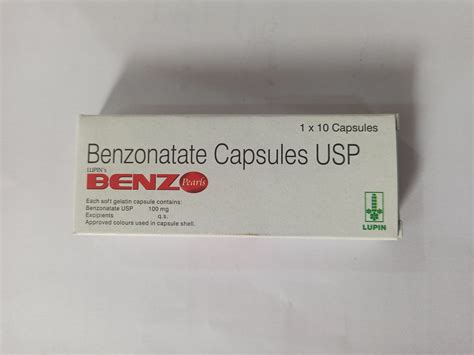 1 x 10 Capsules
Benzonatate Capsules USP
LUPIN's
BENZ Pearls
Each soft gelatin capsule contains:
Benzonatate USP 100 mg
Excipients q.s.
Approved colours used in capsule shell.
LUPIN